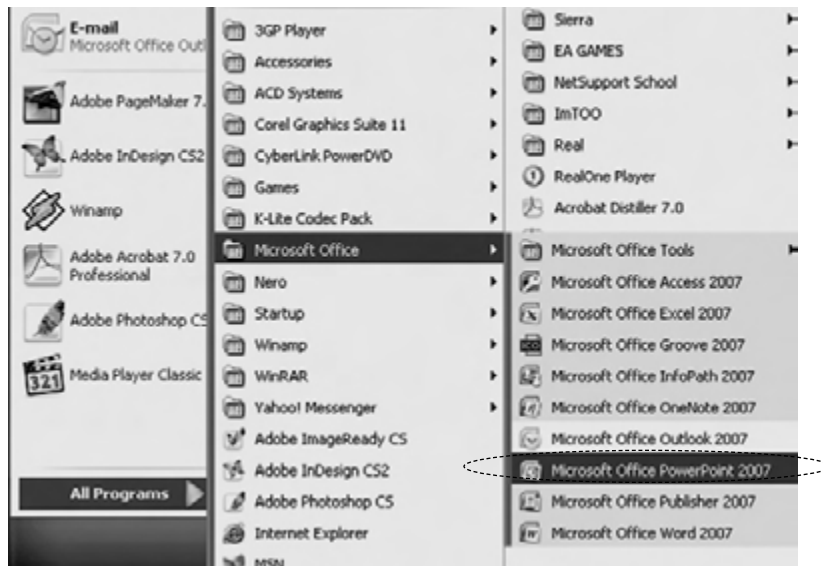 E-mail
Microsoft Office Outl
Adobe PageMaker 7.
Adobe InDesign CS2
Winamp
Adobe Acrobat 7.0
Professional
Adobe Photoshop CS
Media Player Classic
All Programs
3GP Player
Accessories
ACD Systems
Corel Graphics Suite 11
CyberLink PowerDVD
Games
K-Lite Codec Pack
Microsoft Office
Nero
Startup
Winamp
WinRAR
Yahoo! Messenger
Adobe ImageReady CS
Adobe InDesign CS2
Adobe Photoshop CS
Internet Explorer
MSN
Sierra
EA GAMES
NetSupport School
ImTOO
Real
RealOne Player
Acrobat Distiller 7.0
Microsoft Office Tools
Microsoft Office Access 2007
Microsoft Office Excel 2007
Microsoft Office Groove 2007
Microsoft Office InfoPath 2007
Microsoft Office OneNote 2007
Microsoft Office Outlook 2007
Microsoft Office PowerPoint 2007
Microsoft Office Publisher 2007
Microsoft Office Word 2007